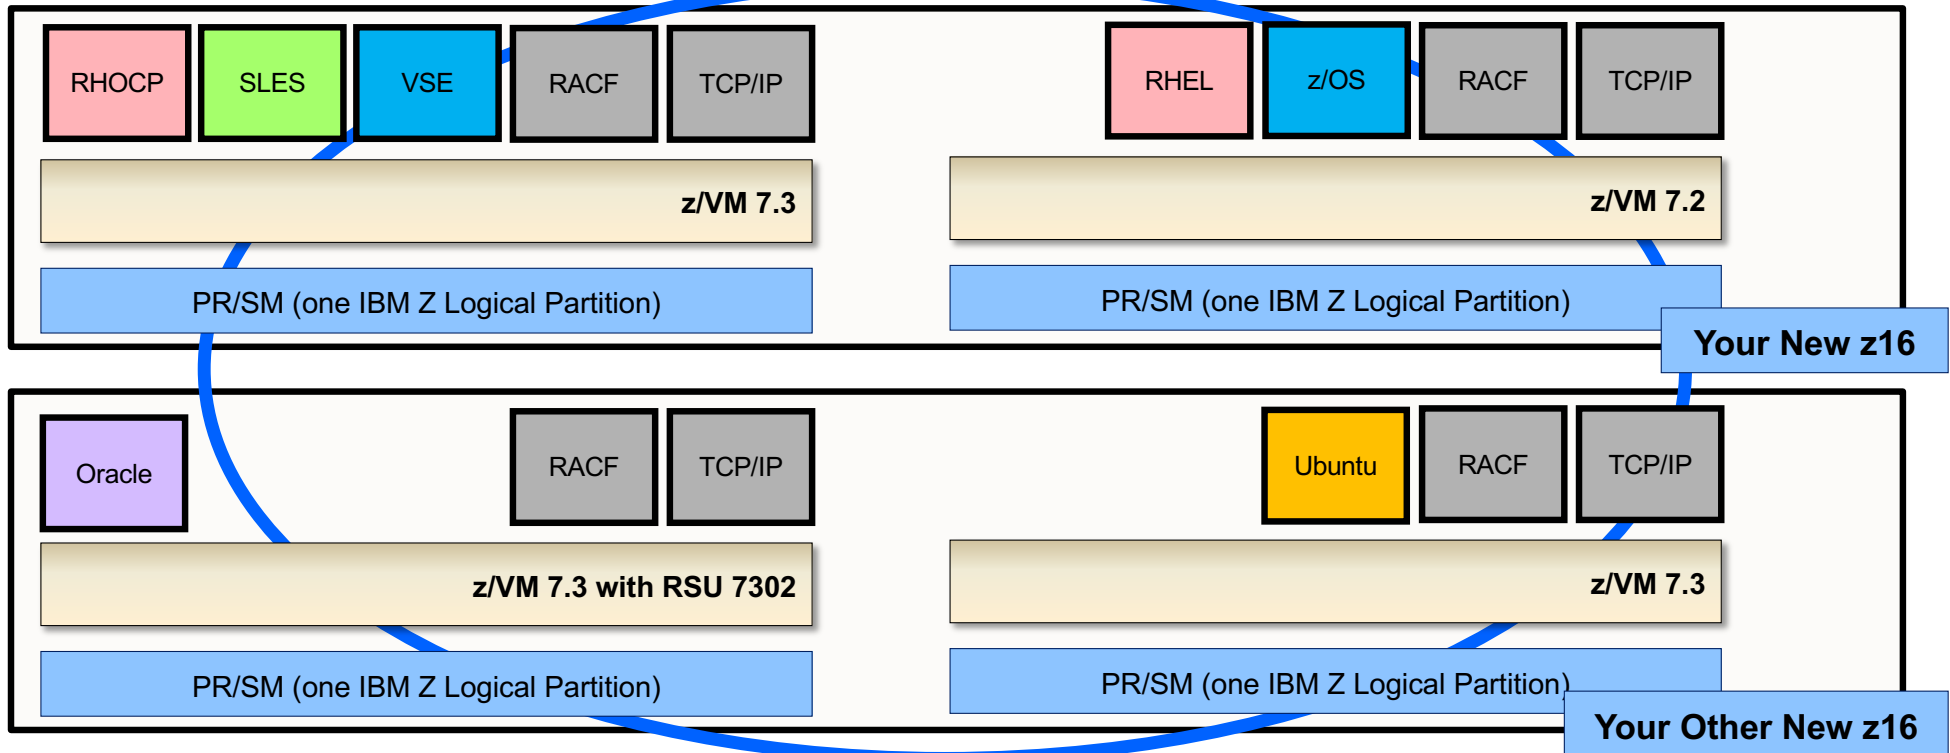 RHOCP
SLES
VSE
RACF
TCP/IP
RHEL
z/OS
RACF
TCP/IP
z/VM 7.3
z/VM 7.2
PR/SM (one IBM Z Logical Partition)
PR/SM (one IBM Z Logical Partition)
Your New z16
Oracle
RACF
TCP/IP
Ubuntu
RACF
TCP/IP
z/VM 7.3 with RSU 7302
z/VM 7.3
PR/SM (one IBM Z Logical Partition)
PR/SM (one IBM Z Logical Partition)
Your Other New z16